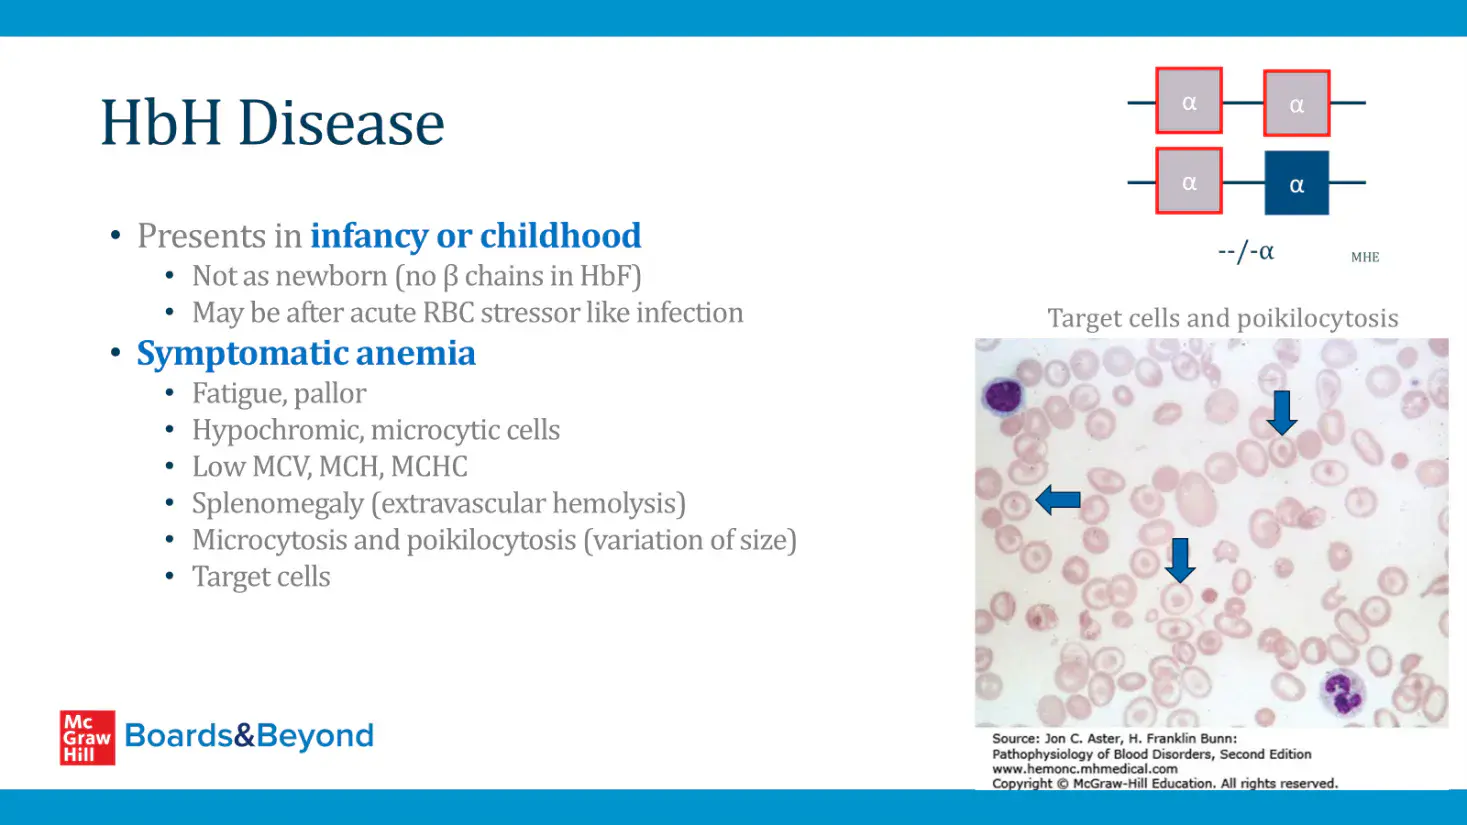 HbH Disease
• Presents in infancy or childhood
• Not as newborn (no β chains in HbF)
• May be after acute RBC stressor like infection
• Symptomatic anemia
• Fatigue, pallor
• Hypochromic, microcytic cells
• Low MCV, MCH, MCHC
• Splenomegaly (extravascular hemolysis)
• Microcytosis and poikilocytosis (variation of size)
• Target cells
α α
α α
--/-α
MHE
Target cells and poikilocytosis
Source: Jon C. Aster, H. Franklin Bunn:
Pathophysiology of Blood Disorders, Second Edition
www.hemonc.mhmedical.com
Copyright © McGraw-Hill Education. All rights reserved.
Mc
Graw
Hill
Boards&Beyond